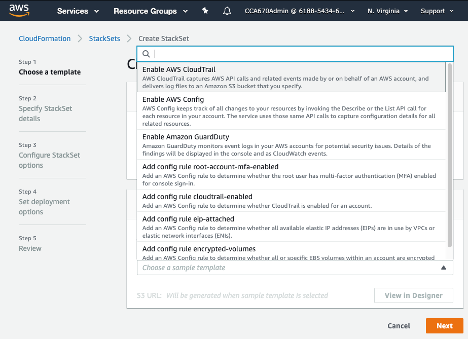 aws
Services
Resource Groups
CCA670Admin @ 6188-5434-6...
N. Virginia
Support
CloudFormation
StackSets
Create StackSet
Step 1
Choose a template
Step 2
Specify StackSet
details
Step 3
Configure StackSet
options
Step 4
Set deployment
options
Step 5
Review
C
Enable AWS CloudTrail
AWS CloudTrail captures AWS API calls and related events made by or on behalf of an AWS account, and
delivers log files to an Amazon S3 bucket that you specify.
Enable AWS Config
AWS Config keeps track of all changes to your resources by invoking the Describe or the List API call for
each resource in your account. The service uses those same API calls to capture configuration details for all
related resources.
Enable Amazon GuardDuty
Amazon GuardDuty monitors event logs in your AWS accounts for potential security issues. Details of the
findings will be displayed in the console and as CloudWatch events.
Add config rule root-account-mfa-enabled
Add an AWS Config rule to determine whether the root user has multi-factor authentication (MFA) enabled
for console sign-in.
Add config rule cloudtrail-enabled
Add an AWS Config rule to determine whether CloudTrail is enabled for an account.
Add config rule eip-attached
Add an AWS Config rule to determine whether all available elastic IP addresses (EIPs) are in use by VPCs or
elastic network interfaces (ENIs).
Add config rule encrypted-volumes
Add an AWS Config rule to determine whether all or specific EBS volumes within an account are encrypted
Choose a sample template
S3 URL: Will be generated when sample template is selected
View in Designer
Cancel
Next